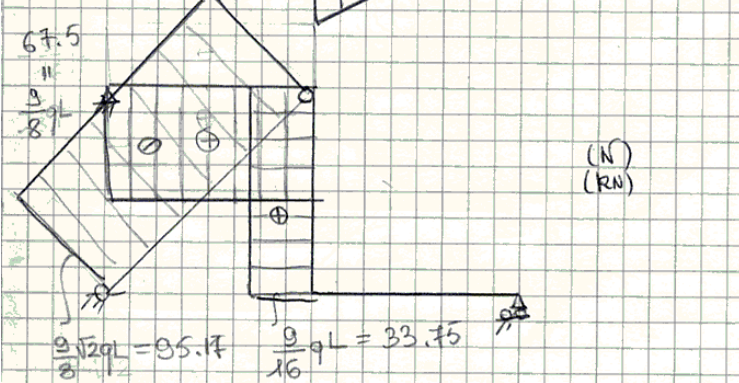 67.5
=
9/8 qL
⊘ ⊕
(N)
(KN)
⊕
9/8 √2 qL = 95.17
9/16 qL = 33.75